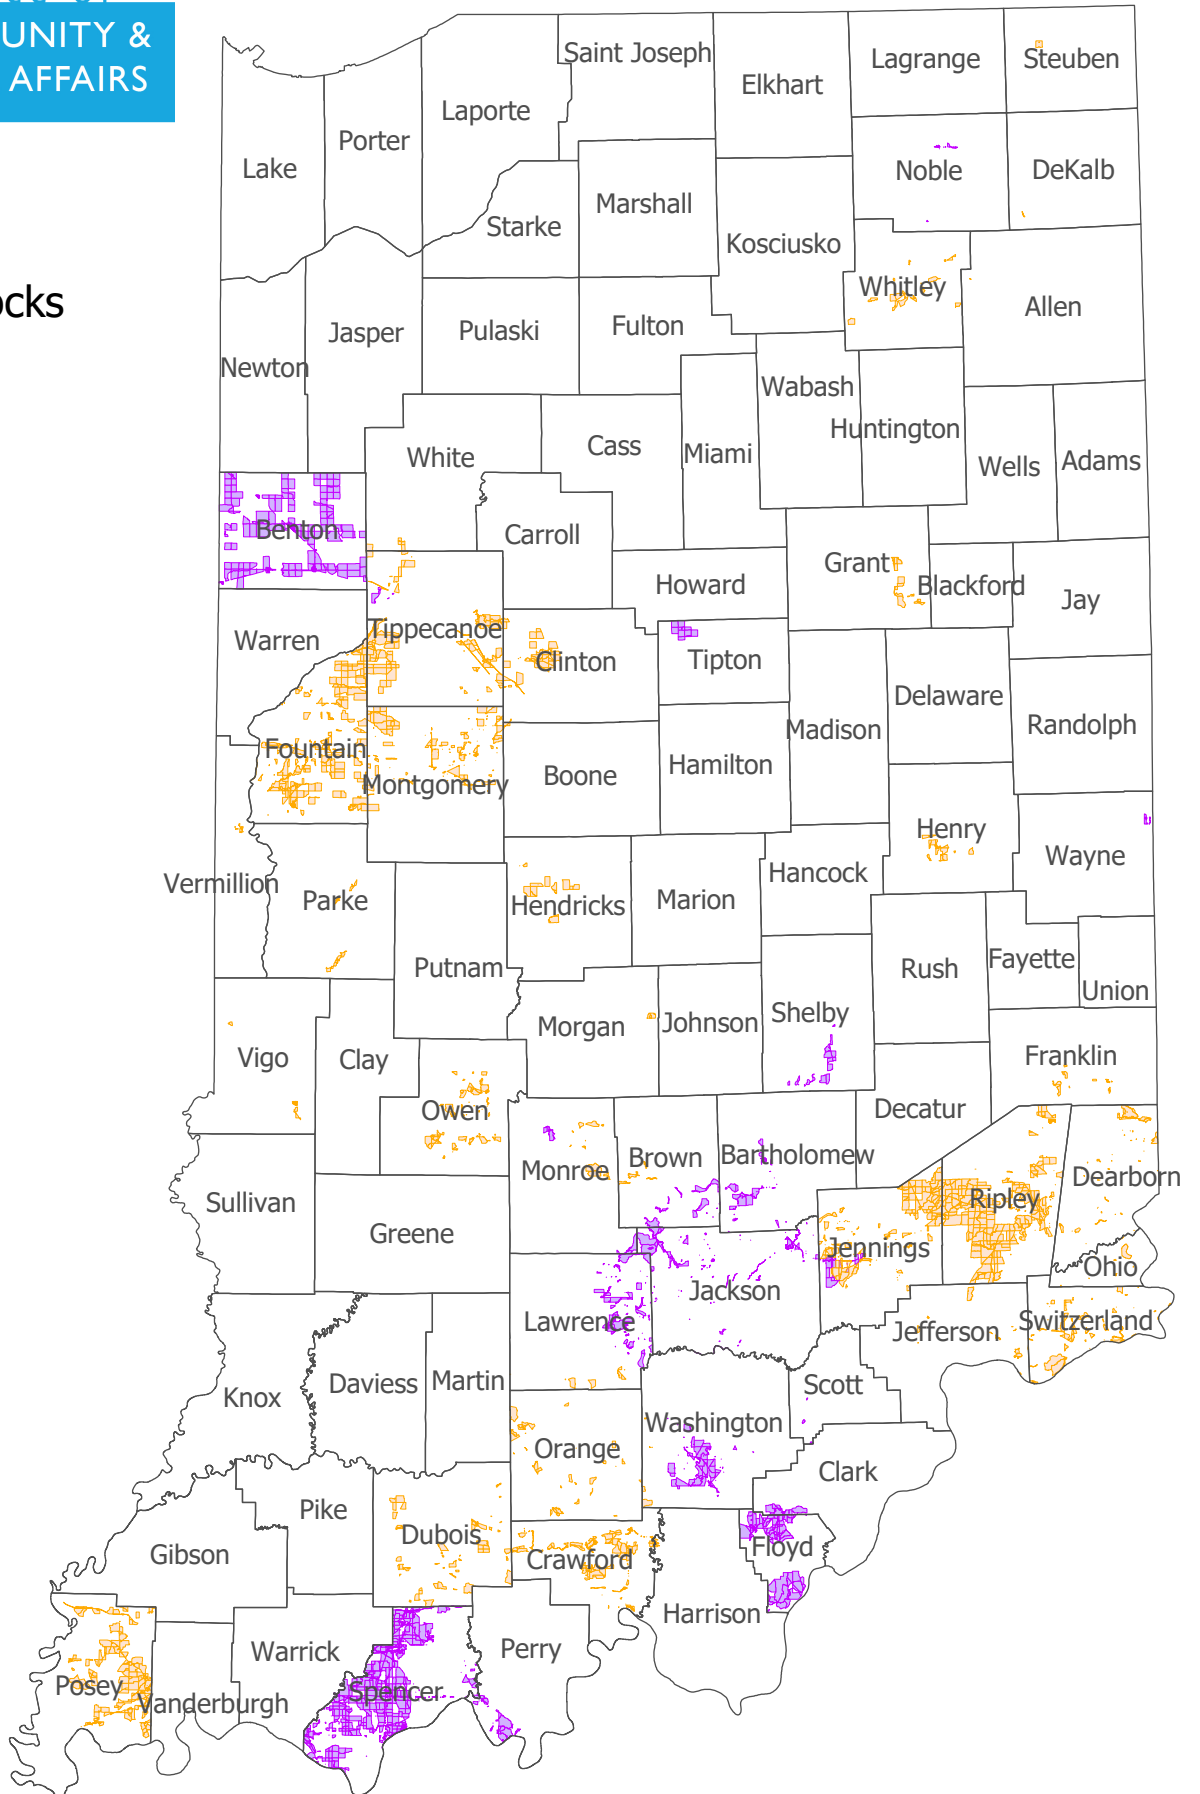 UNITY &
AFFAIRS
ocks
Saint Joseph
Lagrange
Steuben
Elkhart
Laporte
Porter
Lake
Noble
DeKalb
Marshall
Starke
Kosciusko
Whitley
Allen
Jasper
Pulaski
Fulton
Newton
Wabash
Huntington
White
Cass
Miami
Wells
Adams
Benton
Carroll
Grant
Howard
Blackford
Jay
Warren
Tippecanoe
Clinton
Tipton
Delaware
Randolph
Madison
Fountain
Montgomery
Boone
Hamilton
Henry
Wayne
Vermillion
Parke
Hendricks
Marion
Hancock
Putnam
Rush
Fayette
Union
Morgan
Johnson
Shelby
Vigo
Clay
Franklin
Owen
Decatur
Monroe
Brown
Bartholomew
Dearborn
Sullivan
Ripley
Greene
Jennings
Ohio
Jackson
Lawrence
Jefferson
Switzerland
Knox
Daviess
Martin
Scott
Washington
Orange
Clark
Pike
Dubois
Gibson
Crawford
Floyd
Harrison
Warrick
Perry
Posey
Spencer
Vanderburgh